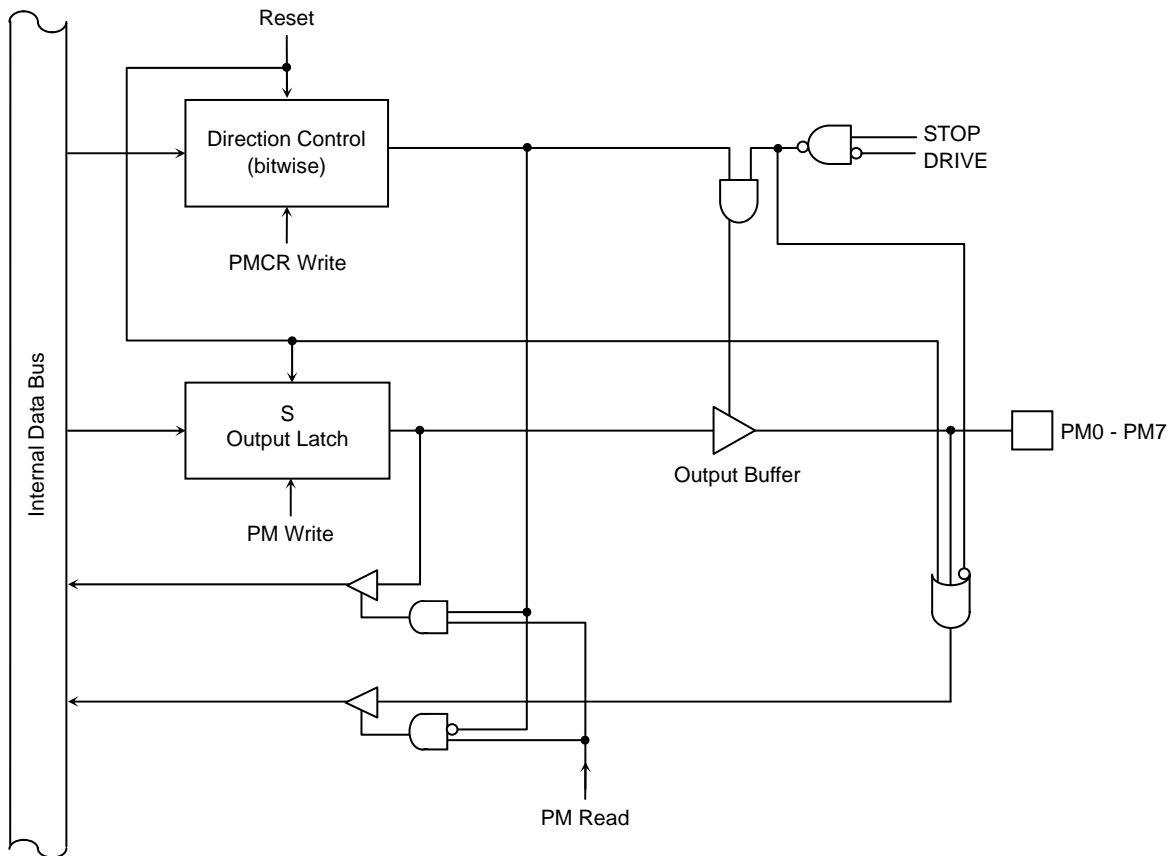 Reset
Direction Control
(bitwise)
STOP
DRIVE
PMCR Write
Internal Data Bus
S
Output Latch
PM0 - PM7
Output Buffer
PM Write
PM Read